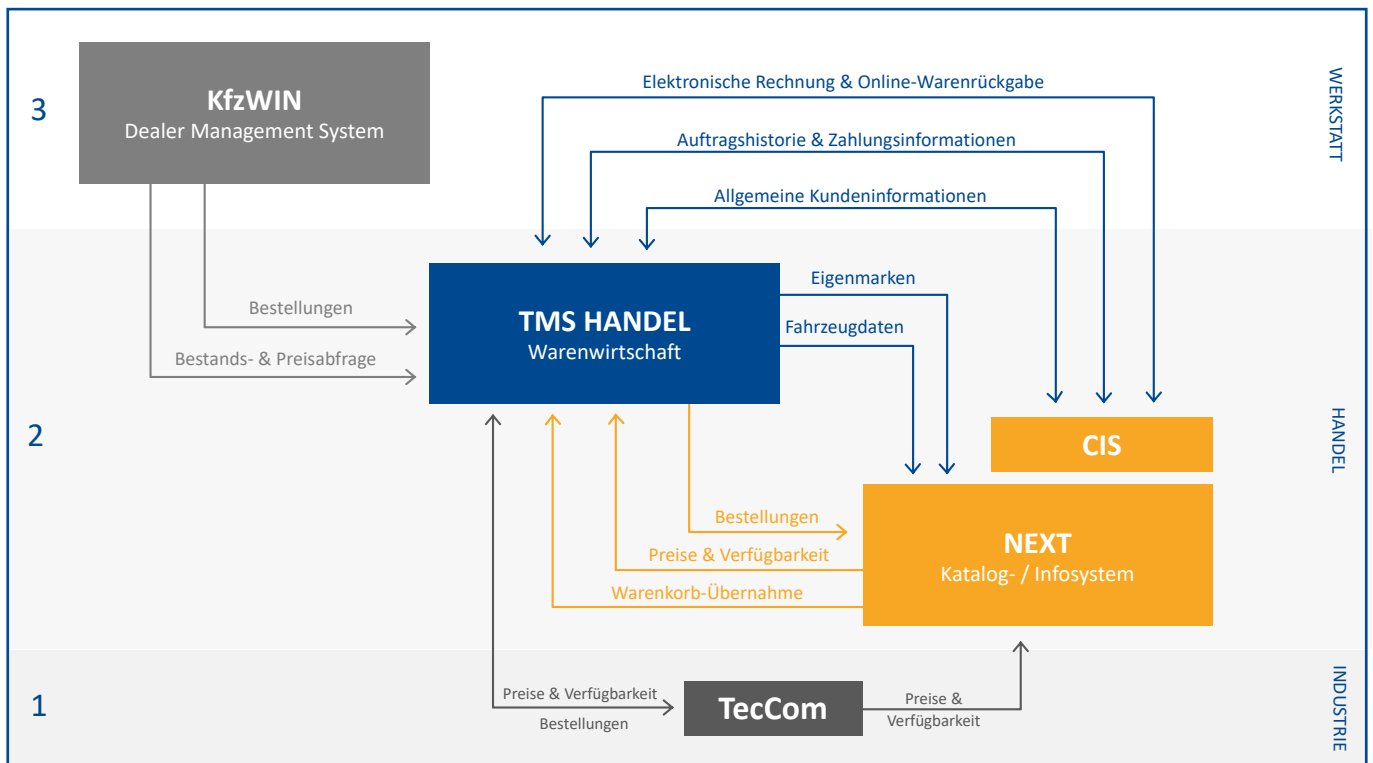 3
KfzWIN
Dealer Management System
Elektronische Rechnung & Online-Warenrückgabe
Auftragshistorie & Zahlungsinformationen
Allgemeine Kundeninformationen
WERKSTATT
2
Bestellungen
Bestands- & Preisabfrage
TMS HANDEL
Warenwirtschaft
Eigenmarken
Fahrzeugdaten
CIS
HANDEL
Bestellungen
Preise & Verfügbarkeit
Warenkorb-Übernahme
NEXT
Katalog- / Infosystem
1
Preise & Verfügbarkeit
Bestellungen
TecCom
Preise &
Verfügbarkeit
INDUSTRIE